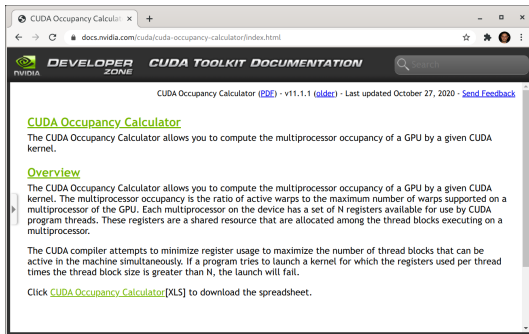 CUDA Occupancy Calculat
docs.nvidia.com/cuda/cuda-occupancy-calculator/index.html
NVIDIA
DEVELOPER ZONE
CUDA TOOLKIT DOCUMENTATION
Search
CUDA Occupancy Calculator (PDF) - v11.1.1 (older) - Last updated October 27, 2020 - Send Feedback
CUDA Occupancy Calculator
The CUDA Occupancy Calculator allows you to compute the multiprocessor occupancy of a GPU by a given CUDA
kernel.
Overview
The CUDA Occupancy Calculator allows you to compute the multiprocessor occupancy of a GPU by a given CUDA
kernel. The multiprocessor occupancy is the ratio of active warps to the maximum number of warps supported on a
multiprocessor of the GPU. Each multiprocessor on the device has a set of N registers available for use by CUDA
program threads. These registers are a shared resource that are allocated among the thread blocks executing on a
multiprocessor.
The CUDA compiler attempts to minimize register usage to maximize the number of thread blocks that can be
active in the machine simultaneously. If a program tries to launch a kernel for which the registers used per thread
times the thread block size is greater than N, the launch will fail.
Click CUDA Occupancy Calculator[XLS] to download the spreadsheet.